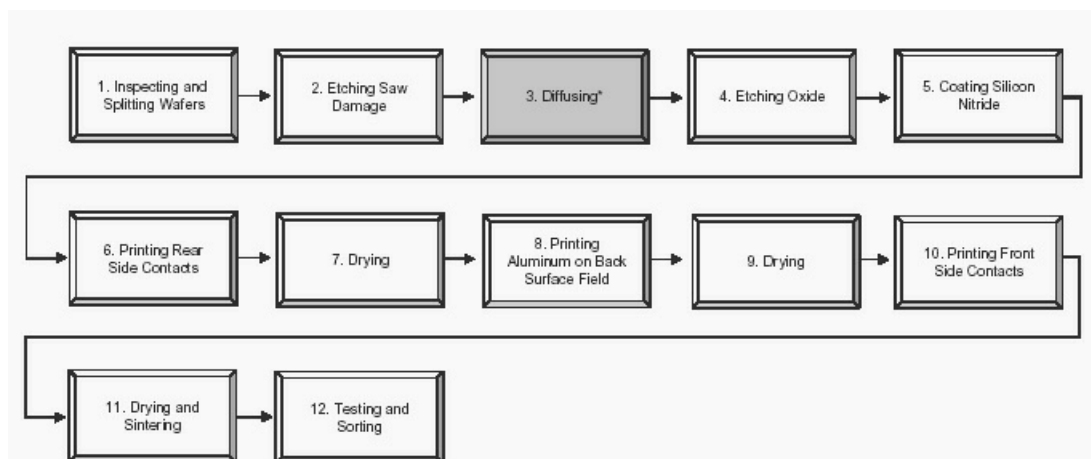 1. Inspecting and
Splitting Wafers
2. Etching Saw
Damage
3. Diffusing*
4. Etching Oxide
5. Coating Silicon
Nitride
6. Printing Rear
Side Contacts
7. Drying
8. Printing
Aluminum on Back
Surface Field
9. Drying
10. Printing Front
Side Contacts
11. Drying and
Sintering
12. Testing and
Sorting